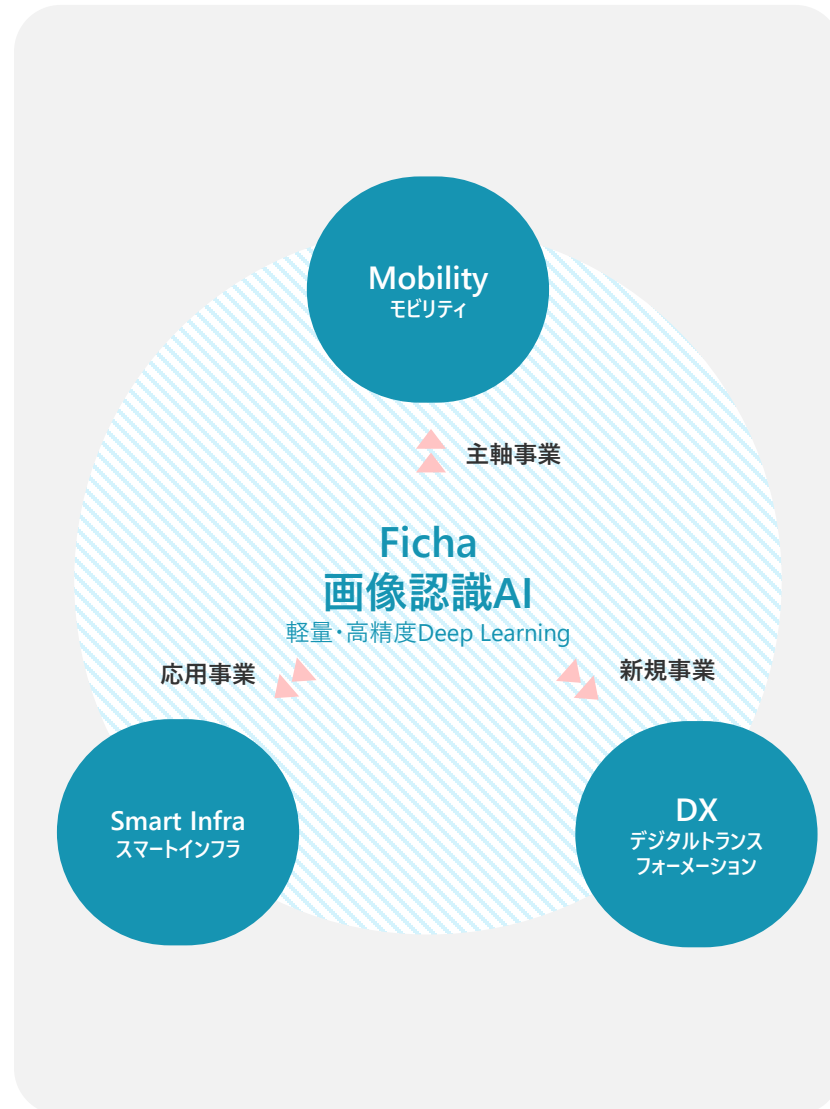 Mobility
モビリティ
主軸事業
Ficha
画像認識AI
軽量・高精度Deep Learning
応用事業
新規事業
Smart Infra
スマートインフラ
DX
デジタルトランス
フォーメーション